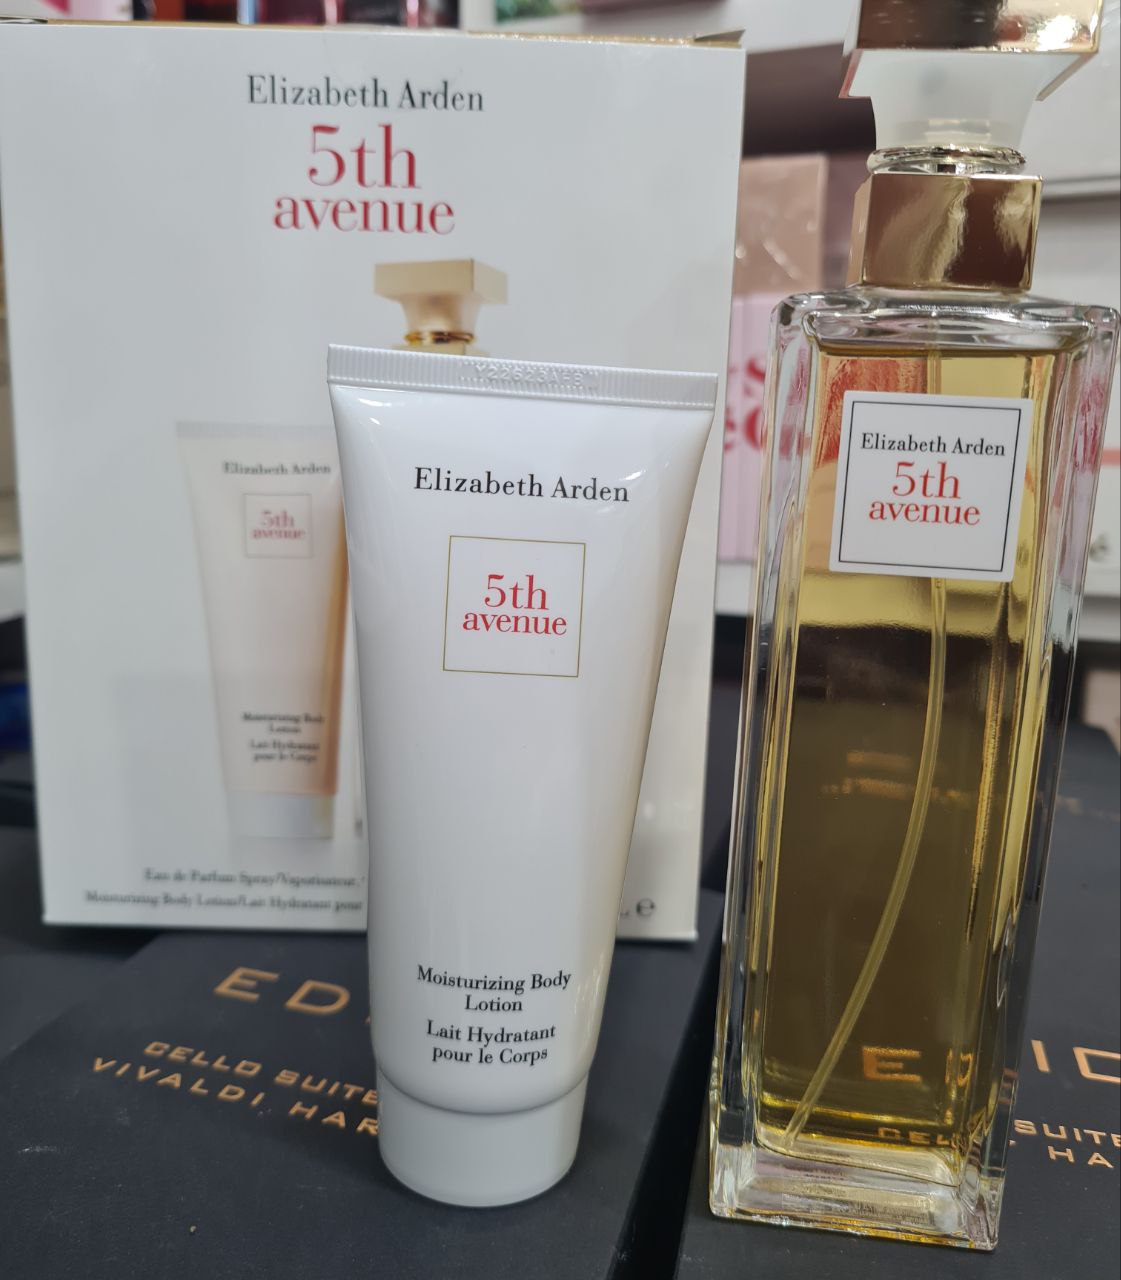 Elizabeth Arden
5th
avenue
Elizabeth Arden
5th
avenue
Moisturizing Body
Lotion
Lait Hydratant
pour le Corps
Eau de Parfum Spray/Vaporisateur,
Moisturizing Body Lotion/Lait Hydratant pour
Elizabeth Arden
5th
avenue
Moisturizing Body
Lotion
Lait Hydratant
pour le Corps
Elizabeth Arden
5th
avenue
CELLO SUITE
VIVALDI, HAR
SUITE
HA